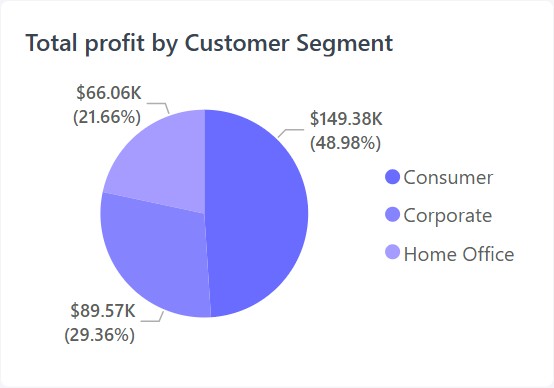 Total profit by Customer Segment
$66.06K
(21.66%)
$149.38K
(48.98%)
Consumer
Corporate
Home Office
$89.57K
(29.36%)